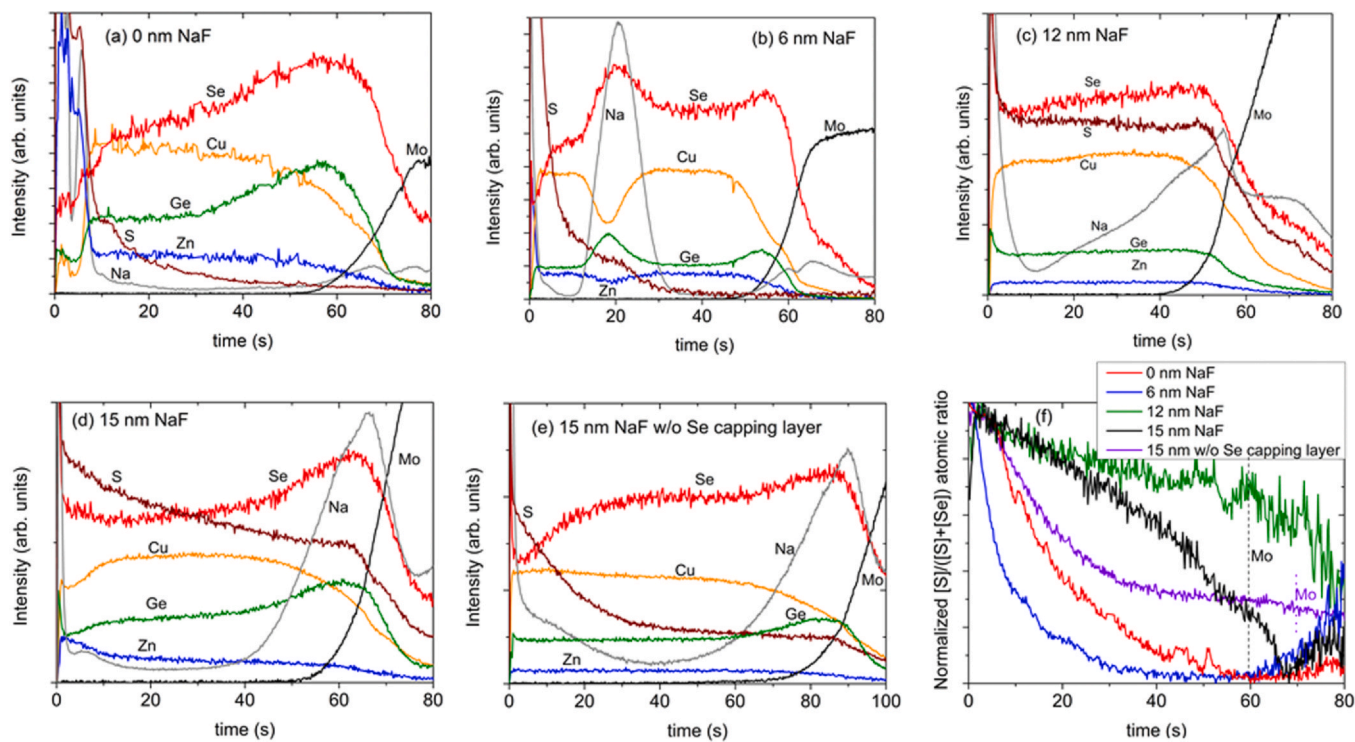 (a) 0 nm NaF
Se
Cu
Ge
Mo
S
Zn
Na
Intensity (arb. units)
0 20 40 60 80
time (s)
(b) 6 nm NaF
S
Na
Se
Mo
Cu
Ge
Zn
Intensity (arb. units)
0 20 40 60 80
time (s)
(c) 12 nm NaF
Mo
Se
S
Cu
Na
Ge
Zn
Intensity (arb. units)
0 20 40 60 80
time (s)
(d) 15 nm NaF
S
Se
Na
Mo
Cu
Ge
Zn
Intensity (arb. units)
0 20 40 60 80
time (s)
(e) 15 nm NaF w/o Se capping layer
Se
S
Na
Cu
Mo
Ge
Zn
Intensity (arb. units)
0 20 40 60 80 100
time (s)
0 nm NaF
6 nm NaF
12 nm NaF
15 nm NaF
15 nm w/o Se capping layer
(f)
Mo
Mo
Normalized [S]/([S]+[Se]) atomic ratio
0 20 40 60 80
time (s)